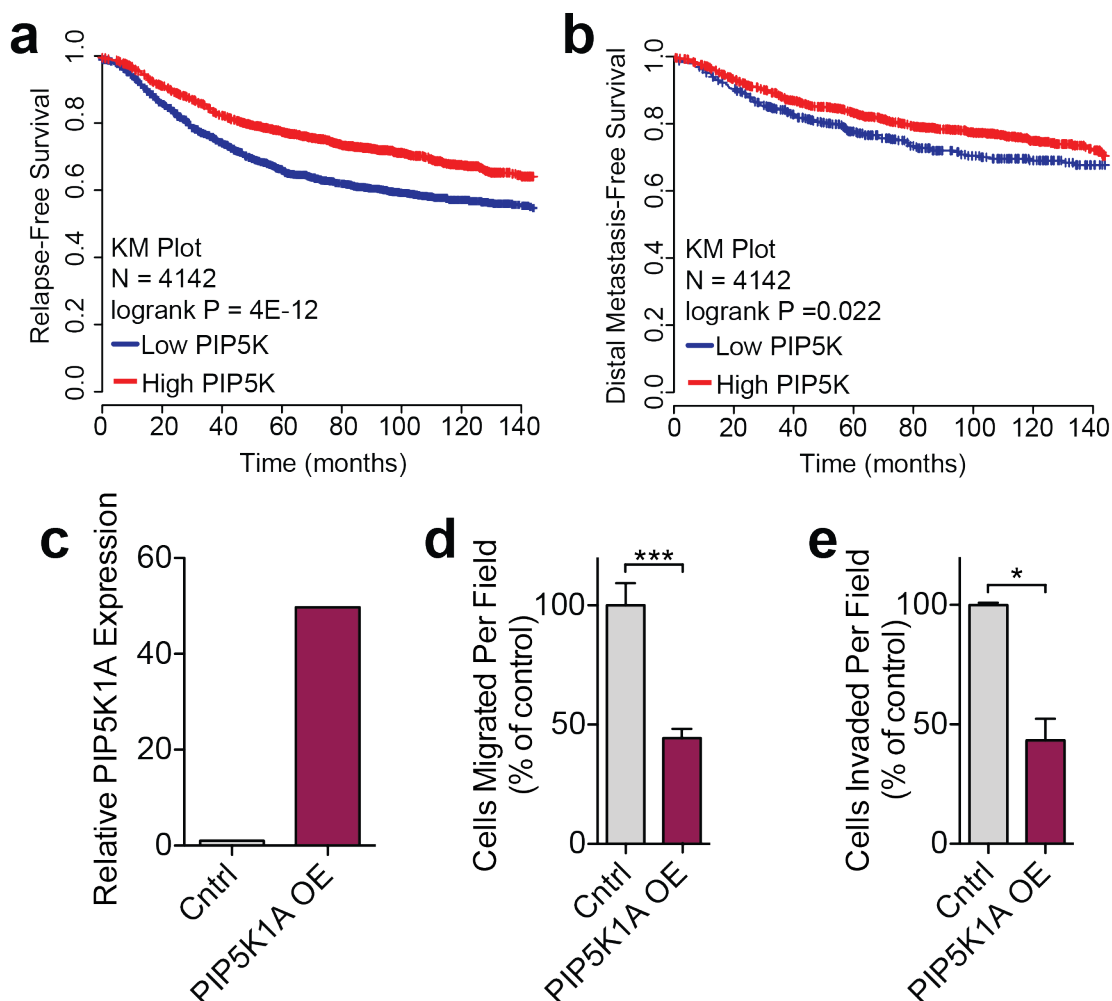 a
Relapse-Free Survival
1.0
0.8
0.6
0.4
0.2
0.0
KM Plot
N = 4142
logrank P = 4E-12
Low PIP5K
High PIP5K
0 20 40 60 80 100 120 140
Time (months)
b
Distal Metastasis-Free Survival
1.0
0.8
0.6
0.4
0.2
0.0
KM Plot
N = 4142
logrank P =0.022
Low PIP5K
High PIP5K
0 20 40 60 80 100 120 140
Time (months)
c
Relative PIP5K1A Expression
60
40
20
0
Cntrl
PIP5K1A OE
d
Cells Migrated Per Field
(% of control)
100
50
0
***
Cntrl
PIP5K1A OE
e
Cells Invaded Per Field
(% of control)
100
50
0
*
Cntrl
PIP5K1A OE